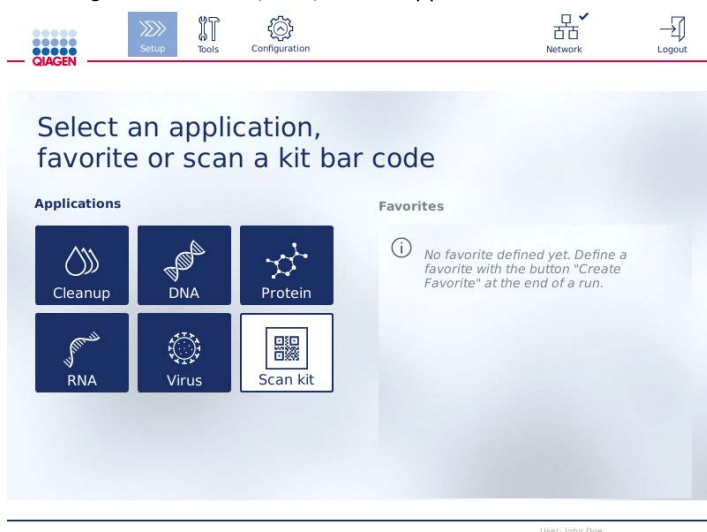 QIAGEN
Setup
Tools
Configuration
Network
Logout
Select an application,
favorite or scan a kit bar code
Applications
Favorites
Cleanup
DNA
Protein
RNA
Virus
Scan kit
No favorite defined yet. Define a
favorite with the button "Create
Favorite" at the end of a run.
User: John Doe